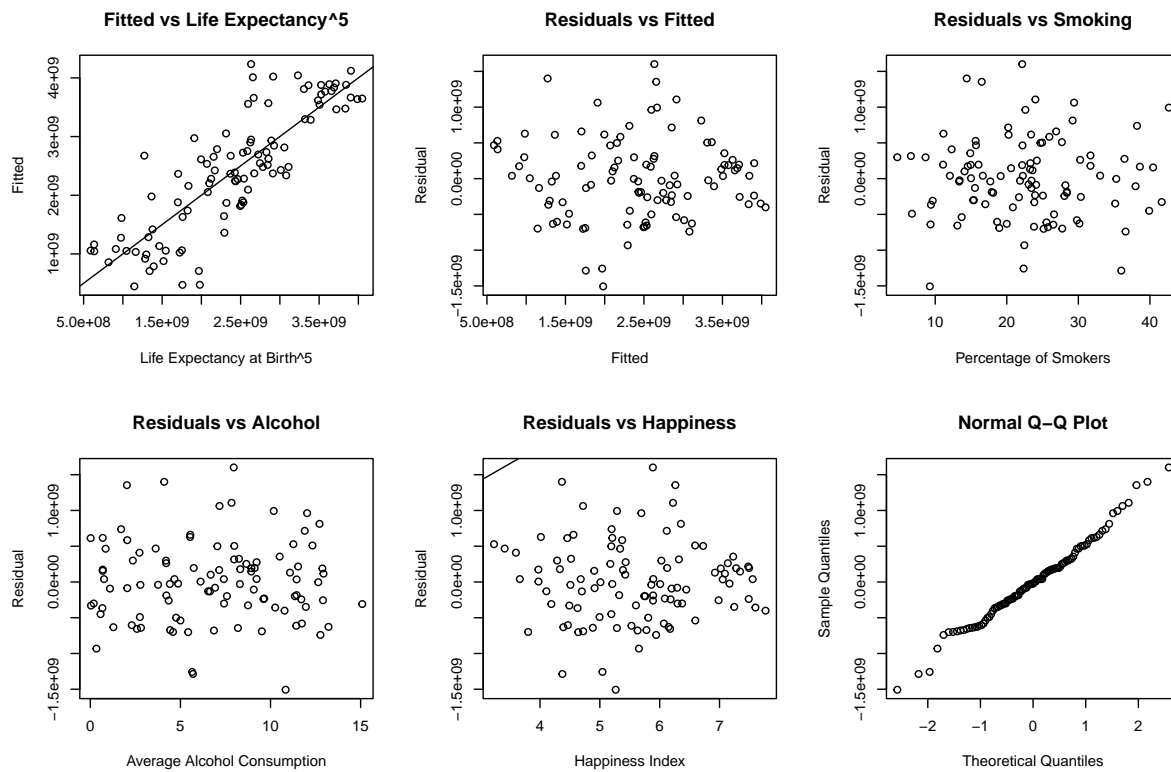 Fitted vs Life Expectancy^5
Fitted
1e+09 2e+09 3e+09 4e+09
5.0e+08 1.5e+09 2.5e+09 3.5e+09
Life Expectancy at Birth^5
Residuals vs Fitted
Residual
−1.5e+09 0.0e+00 1.0e+09
5.0e+08 1.5e+09 2.5e+09 3.5e+09
Fitted
Residuals vs Smoking
Residual
−1.5e+09 0.0e+00 1.0e+09
10 20 30 40
Percentage of Smokers
Residuals vs Alcohol
Residual
−1.5e+09 0.0e+00 1.0e+09
0 5 10 15
Average Alcohol Consumption
Residuals vs Happiness
Residual
−1.5e+09 0.0e+00 1.0e+09
4 5 6 7
Happiness Index
Normal Q−Q Plot
Sample Quantiles
−1.5e+09 0.0e+00 1.0e+09
−2 −1 0 1 2
Theoretical Quantiles